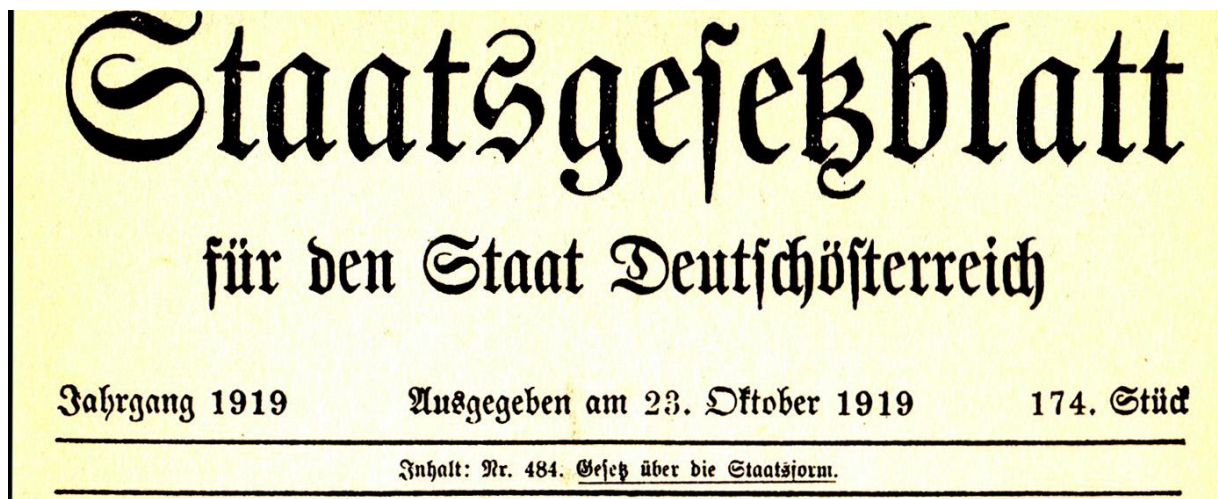 Staatsgesetzblatt
für den Staat Deutschösterreich
Jahrgang 1919 Ausgegeben am 23. Oktober 1919 174. Stück
Inhalt: Nr. 484. Gesetz über die Staatsform.